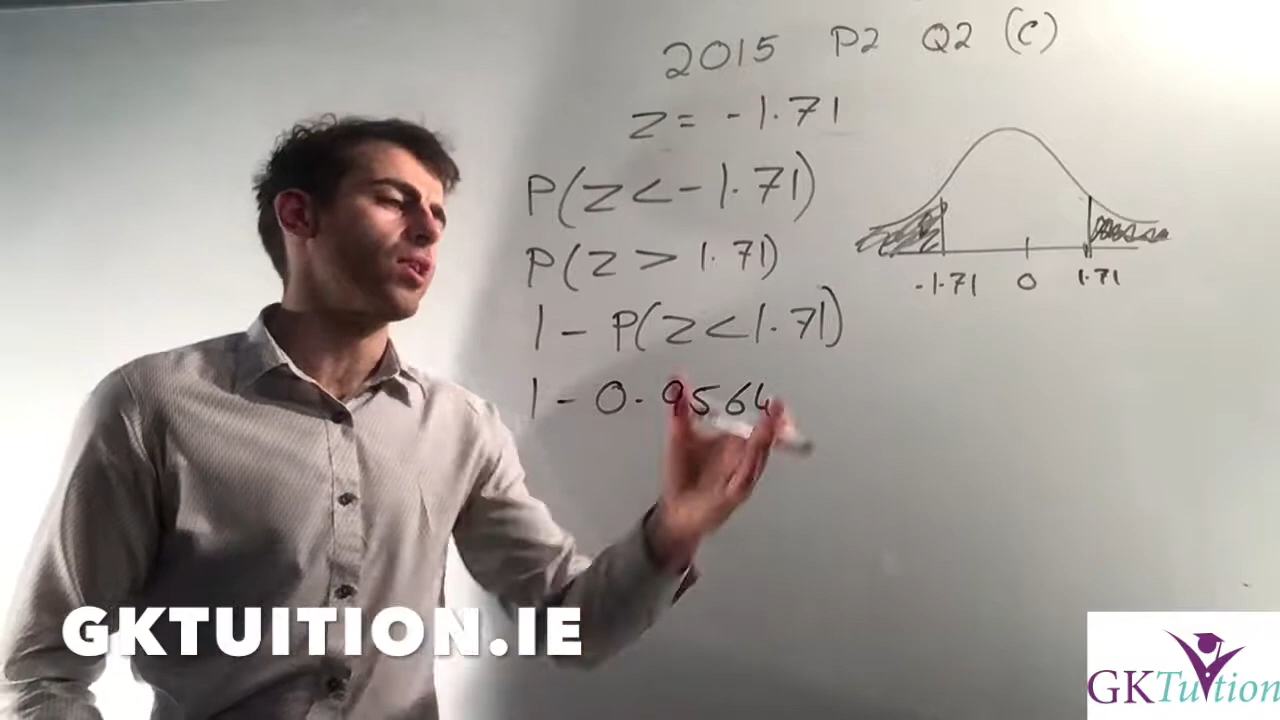 2015 P2 Q2 (c)
z = -1.71
P(z < -1.71)
P(z > 1.71)
1 - P(z < 1.71)
1 - 0.9564
-1.71 0 1.71
GKTUITION.IE
GKTuition